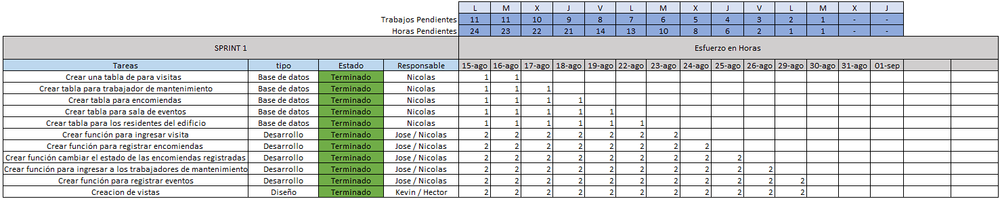 L M X J V L M X J V L M X J
Trabajos Pendientes 11 11 10 9 8 7 6 5 4 3 2 1 - -
Horas Pendientes 24 23 22 21 14 13 10 8 6 2 1 1 - -
SPRINT 1 Esfuerzo en Horas
Tareas tipo Estado Responsable 15-ago 16-ago 17-ago 18-ago 19-ago 22-ago 23-ago 24-ago 25-ago 26-ago 29-ago 30-ago 31-ago 01-sep
Crear una tabla de para visitas Base de datos Terminado Nicolas 1 1
Crear tabla para trabajador de mantenimiento Base de datos Terminado Nicolas 1 1 1
Crear tabla para encomiendas Base de datos Terminado Nicolas 1 1 1 1
Crear tabla para sala de eventos Base de datos Terminado Nicolas 1 1 1 1 1
Crear tabla para los residentes del edificio Base de datos Terminado Nicolas 1 1 1 1 1 1
Crear función para ingresar visita Desarrollo Terminado Jose / Nicolas 2 2 2 2 2 2 2
Crear función para registrar encomiendas Desarrollo Terminado Jose / Nicolas 2 2 2 2 2 2 2 2
Crear función cambiar el estado de las encomiendas registradas Desarrollo Terminado Jose / Nicolas 2 2 2 2 2 2 2 2 2
Crear función para ingresar a los trabajadores de mantenimiento Desarrollo Terminado Jose / Nicolas 2 2 2 2 2 2 2 2 2 2
Crear función para registrar eventos Desarrollo Terminado Jose / Nicolas 2 2 2 2 2 2 2 2 2 2 2
Creacion de vistas Diseño Terminado Kevin / Hector 2 2 2 2 2 2 2 2 2 2 2